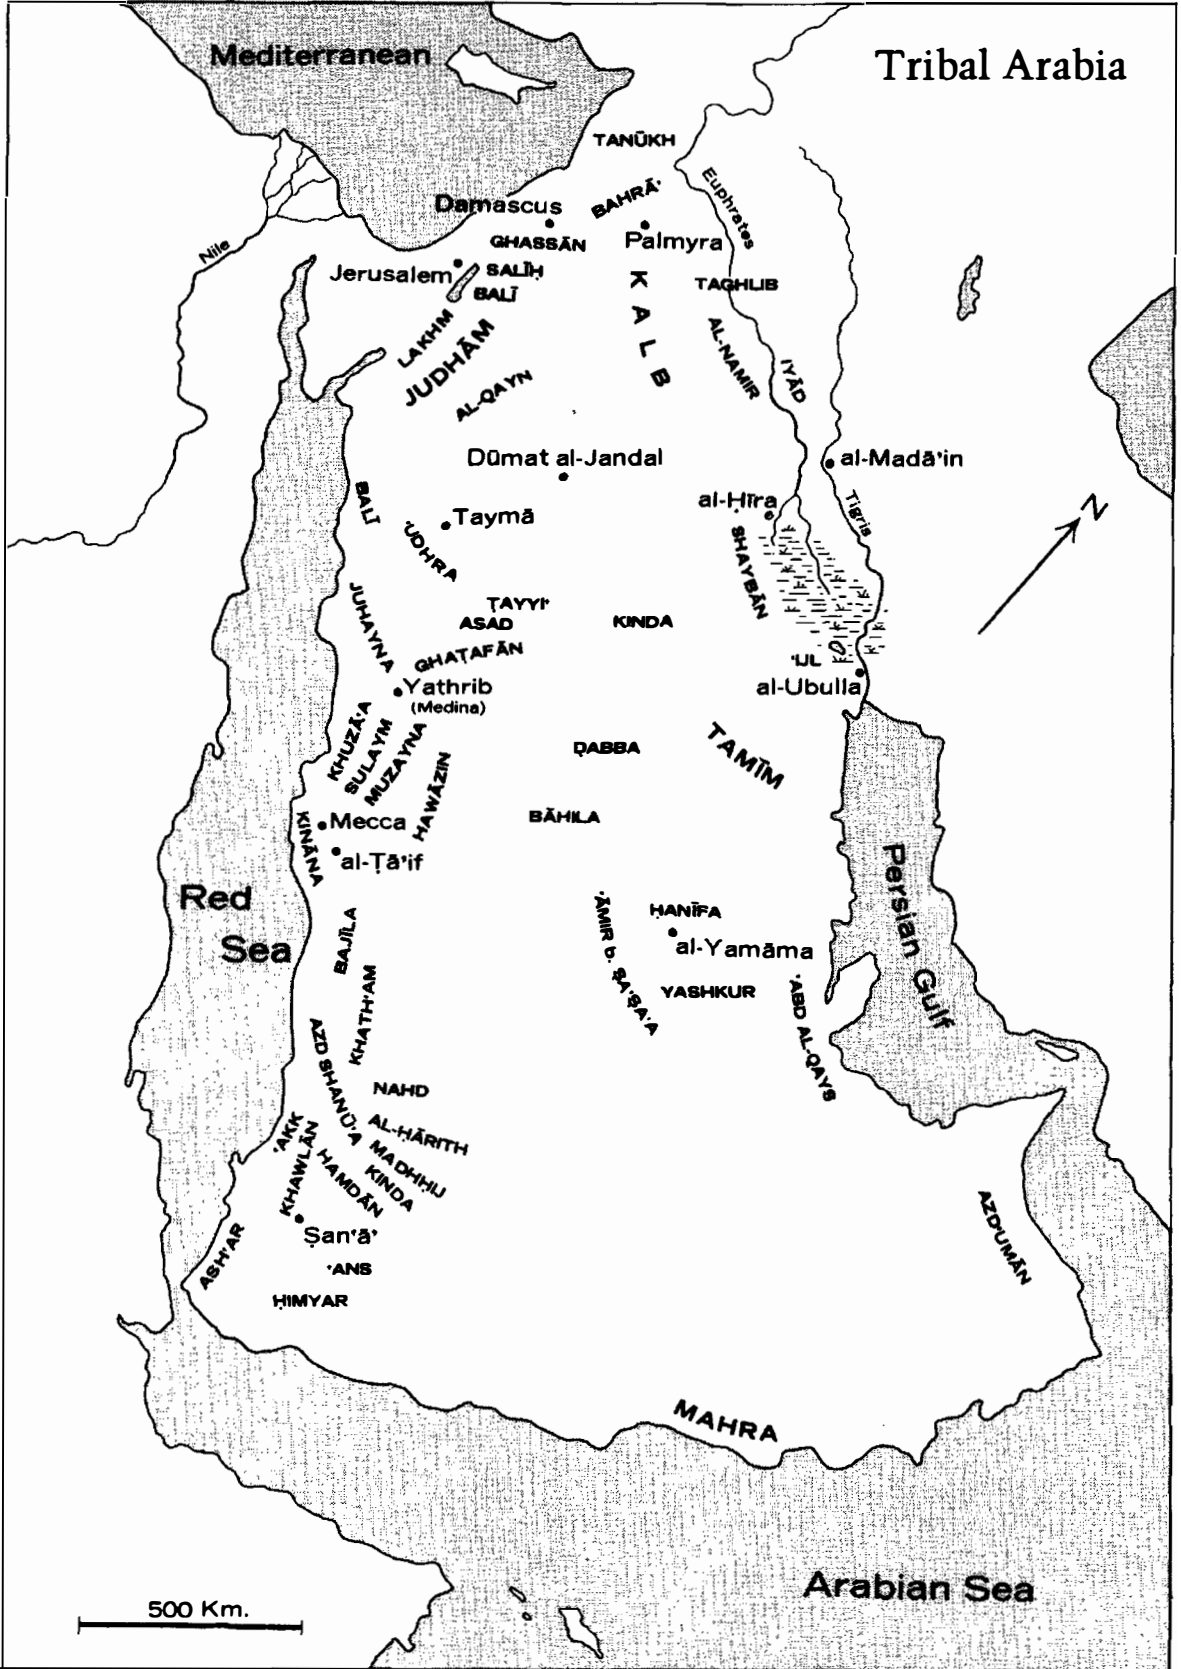 Tribal Arabia
Mediterranean
TANŪKH
Euphrates
BAHRĀ'
Damascus
Palmyra
GHASSĀN
Nile
Jerusalem
SALĪḤ
BALĪ
TAGHLIB
KALB
LAKHM
JUDHĀM
AL-NAMIR
IYĀD
AL-QAYN
Dūmat al-Jandal
al-Madā'in
al-Ḥīra
Tigris
N
BALĪ
Taymā
'UDHRA
SHAYBĀN
JUHAYNA
ṬAYYI'
ASAD
KINDA
GHAṬAFĀN
'IJL
Yathrib
(Medina)
al-Ubulla
KHUZĀ'A
SULAYM
MUZAYNA
HAWĀZIN
ḌABBA
TAMĪM
KINĀNA
Mecca
BĀHILA
al-Ṭā'if
Red
Sea
Persian Gulf
'ĀMIR b. ṢA'ṢA'A
ḤANĪFA
al-Yamāma
YASHKUR
'ABD AL-QAYS
BAJĪLA
KHATH'AM
AZD SHANŪ'A
NAHD
AL-ḤĀRITH
'AKK
KHAWLĀN
HAMDĀN
MADHḤIJ
KINDA
Ṣan'ā'
ASH'AR
'ANS
ḤIMYAR
AZD'UMĀN
MAHRA
Arabian Sea
500 Km.